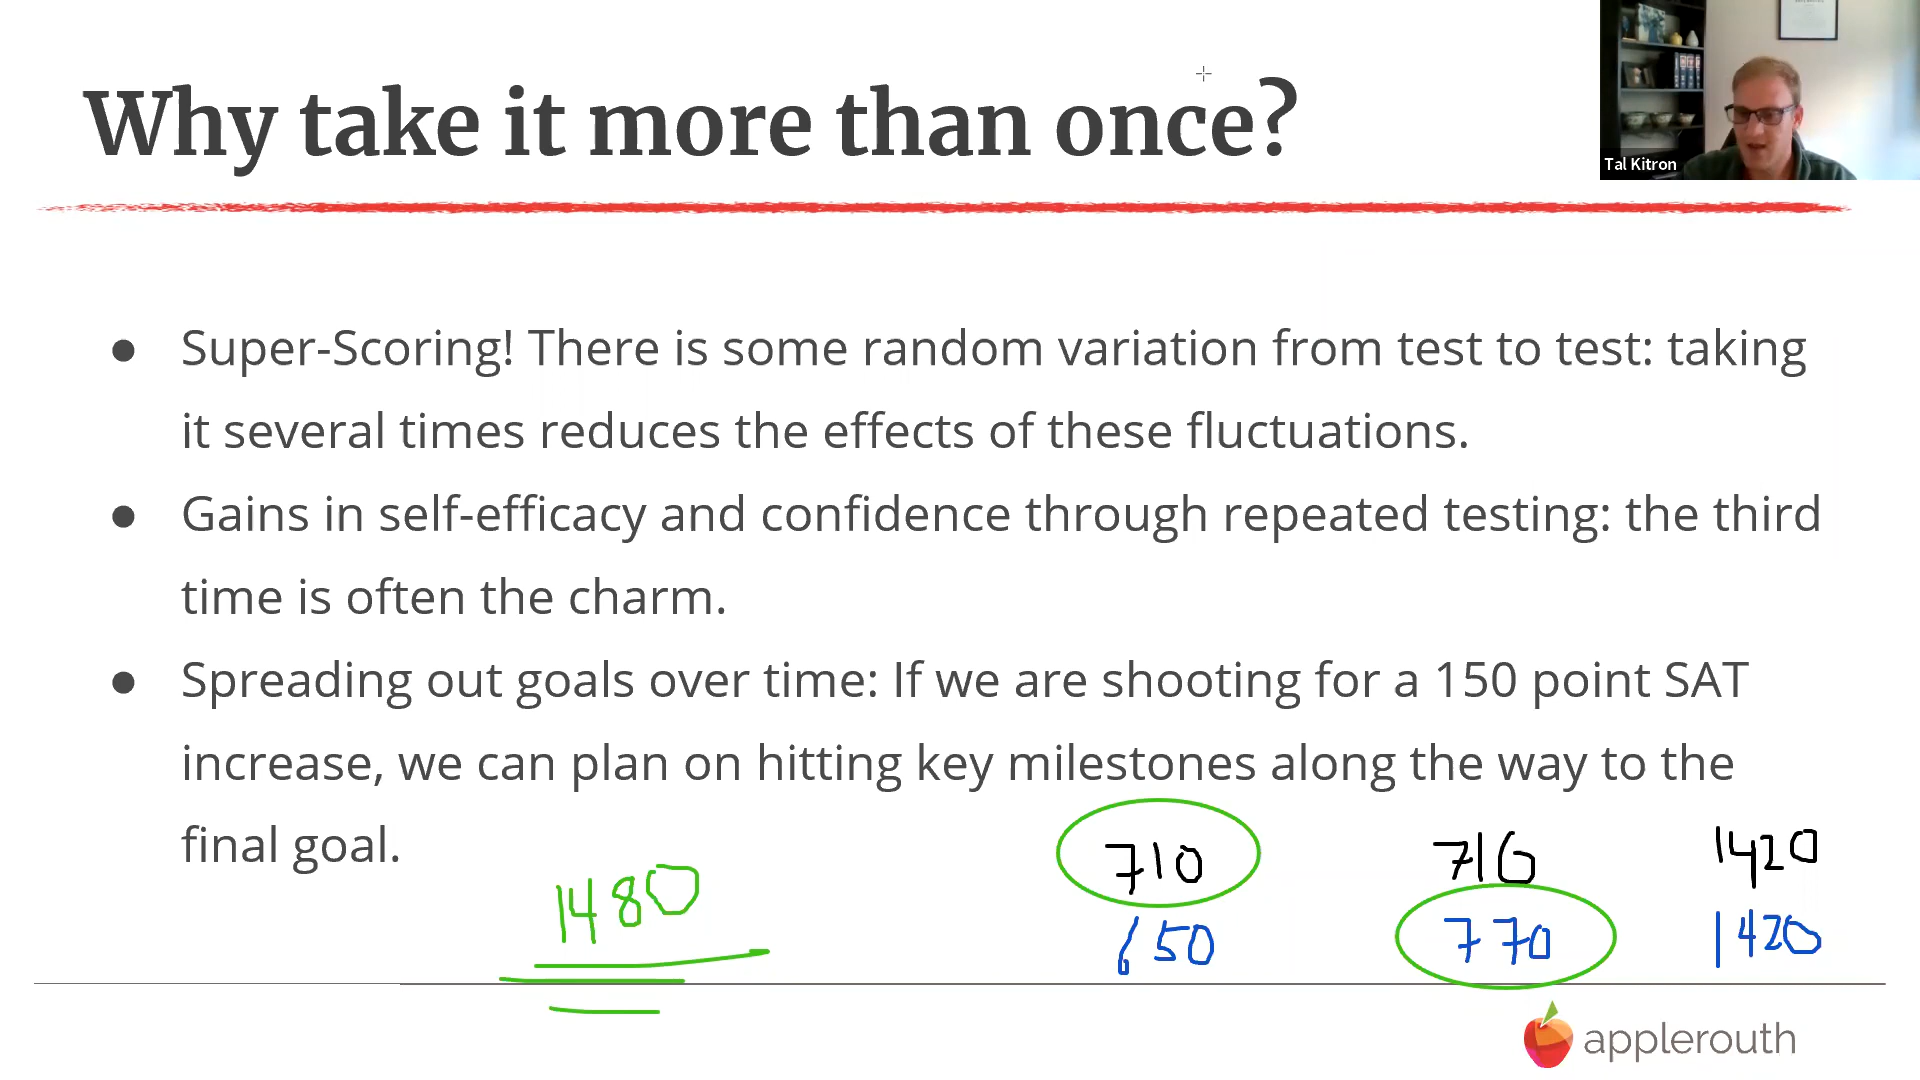 Why take it more than once?
Tal Kitron
● Super-Scoring! There is some random variation from test to test: taking
it several times reduces the effects of these fluctuations.
● Gains in self-efficacy and confidence through repeated testing: the third
time is often the charm.
● Spreading out goals over time: If we are shooting for a 150 point SAT
increase, we can plan on hitting key milestones along the way to the
final goal.
710 710 1420
1480
650 770 1420
applerouth